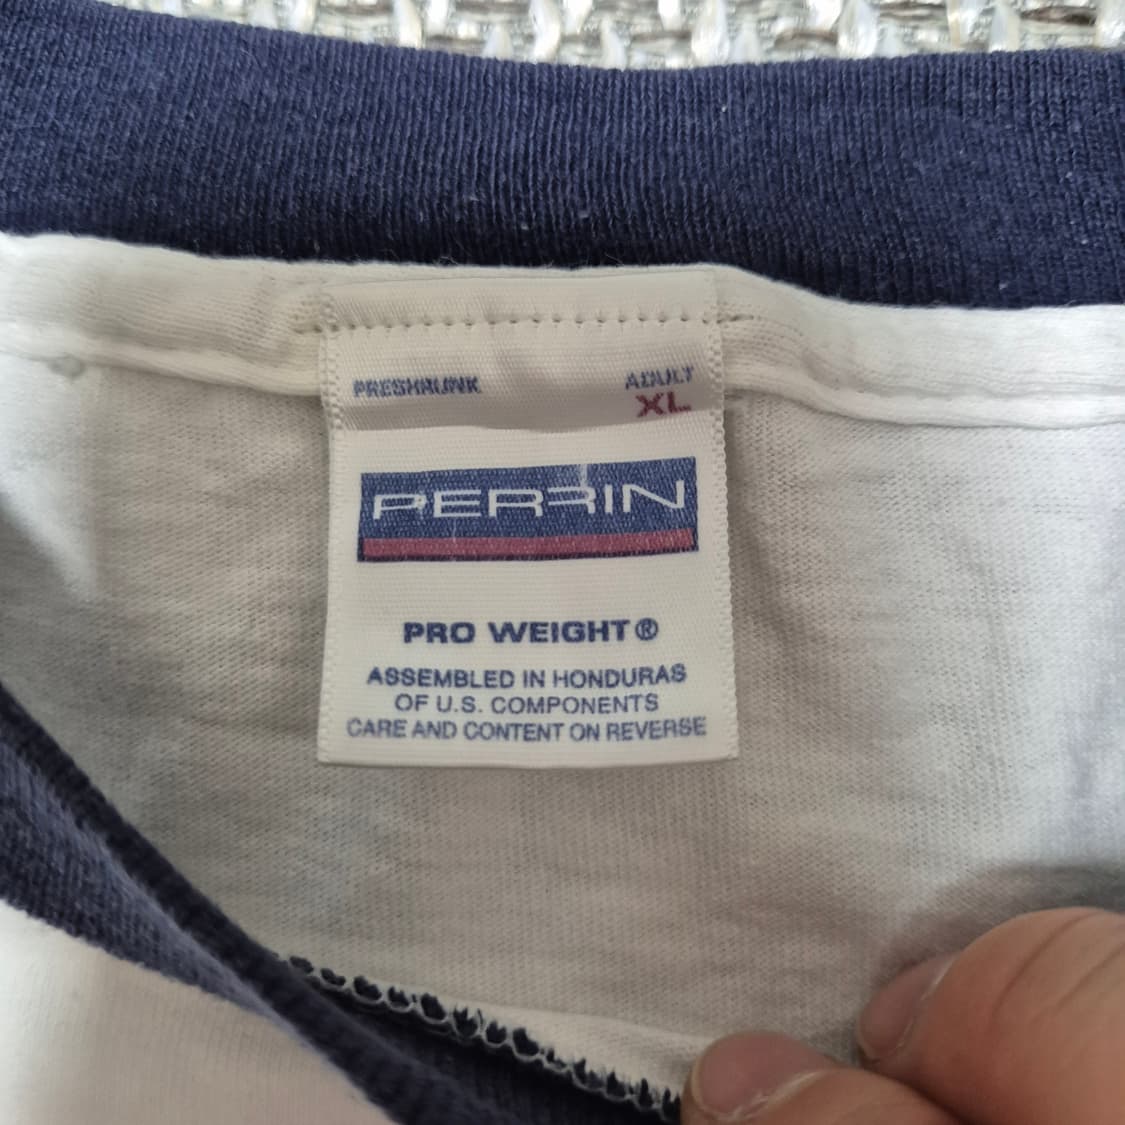 PRESHRUNK
ADULT
XL
PERRIN
PRO WEIGHT®
ASSEMBLED IN HONDURAS
OF U.S. COMPONENTS
CARE AND CONTENT ON REVERSE